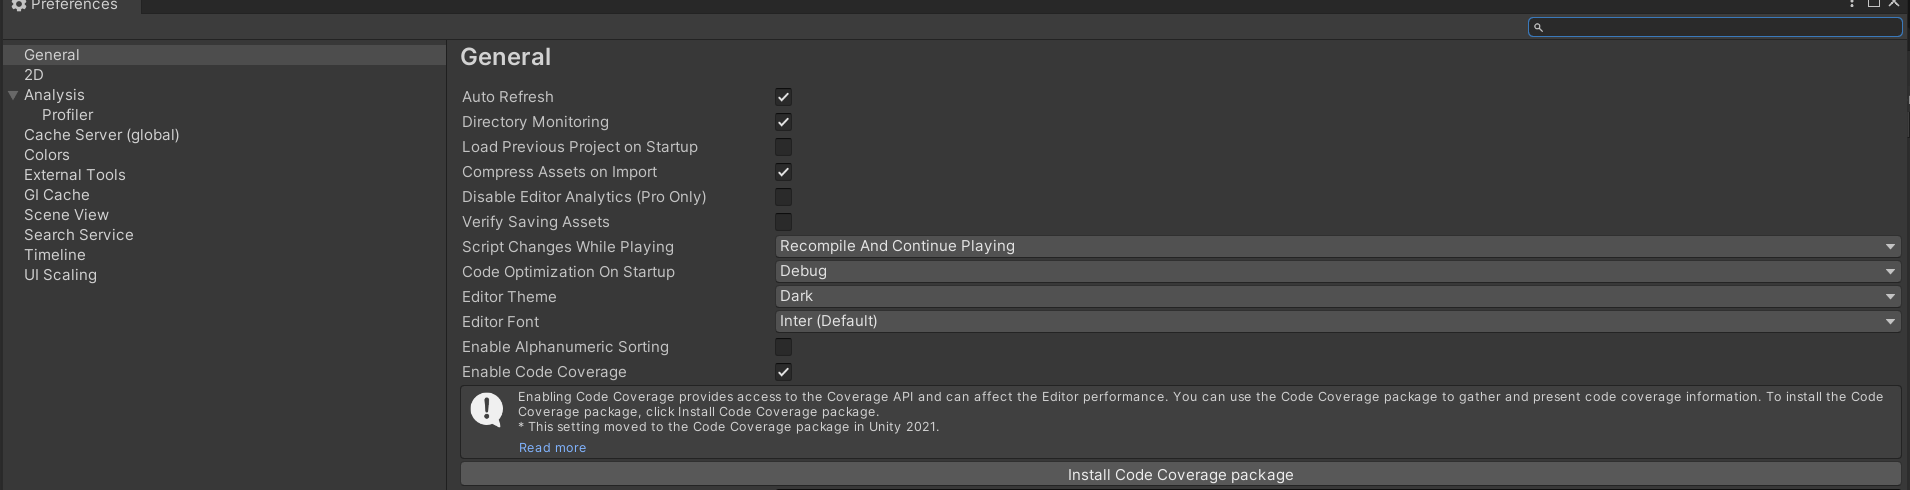 Preferences
General
2D
Analysis
Profiler
Cache Server (global)
Colors
External Tools
GI Cache
Scene View
Search Service
Timeline
UI Scaling
General
Auto Refresh
Directory Monitoring
Load Previous Project on Startup
Compress Assets on Import
Disable Editor Analytics (Pro Only)
Verify Saving Assets
Script Changes While Playing Recompile And Continue Playing
Code Optimization On Startup Debug
Editor Theme Dark
Editor Font Inter (Default)
Enable Alphanumeric Sorting
Enable Code Coverage
Enabling Code Coverage provides access to the Coverage API and can affect the Editor performance. You can use the Code Coverage package to gather and present code coverage information. To install the Code
Coverage package, click Install Code Coverage package.
* This setting moved to the Code Coverage package in Unity 2021.
Read more
Install Code Coverage package